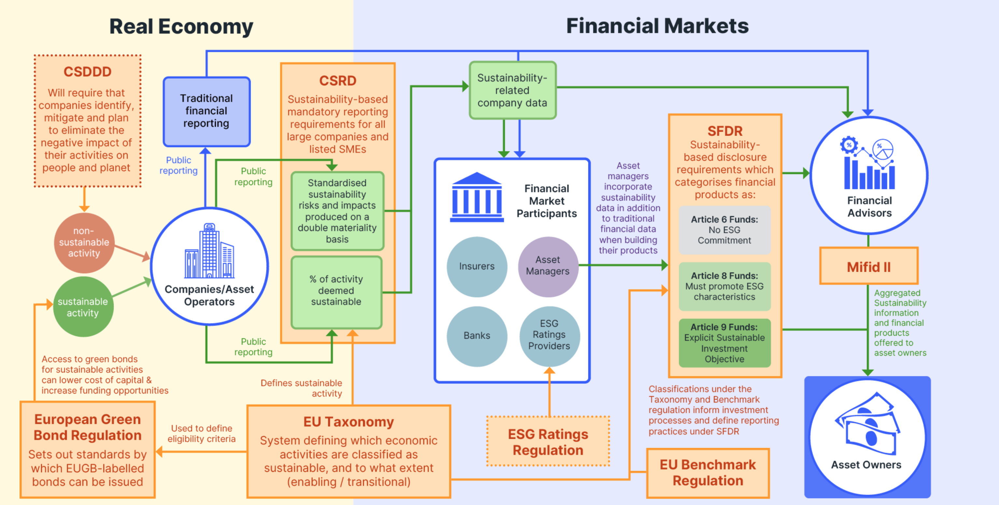 Real Economy
Financial Markets
CSDDD
Will require that
companies identify,
mitigate and plan
to eliminate the
negative impact of
their activities on
people and planet
Traditional
financial
reporting
Public
reporting
Public
reporting
CSRD
Sustainability-based
mandatory reporting
requirements for all
large companies and
listed SMEs
Standardised
sustainability
risks and impacts
produced on a
double materiality
basis
% of activity
deemed
sustainable
non-
sustainable
activity
sustainable
activity
Companies/Asset
Operators
Public
reporting
Access to green bonds
for sustainable activities
can lower cost of capital &
increase funding opportunities
Defines sustainable
activity
European Green
Bond Regulation
Sets out standards by
which EUGB-labelled
bonds can be issued
Used to define
eligibility criteria
EU Taxonomy
System defining which economic
activities are classified as
sustainable, and to what extent
(enabling / transitional)
Sustainability-
related
company data
Financial
Market
Participants
Insurers
Asset
Managers
Banks
ESG
Ratings
Providers
ESG Ratings
Regulation
Asset
managers
incorporate
sustainability
data in addition
to traditional
financial data
when building
their products
SFDR
Sustainability-
based disclosure
requirements which
categorises financial
products as:
Article 6 Funds:
No ESG
Commitment
Article 8 Funds:
Must promote ESG
characteristics
Article 9 Funds:
Explicit Sustainable
Investment
Objective
Classifications under the
Taxonomy and Benchmark
regulation inform investment
processes and define reporting
practices under SFDR
EU Benchmark
Regulation
%
%
Financial
Advisors
Mifid II
Aggregated
Sustainability
information
and financial
products
offered to
asset owners
Asset Owners